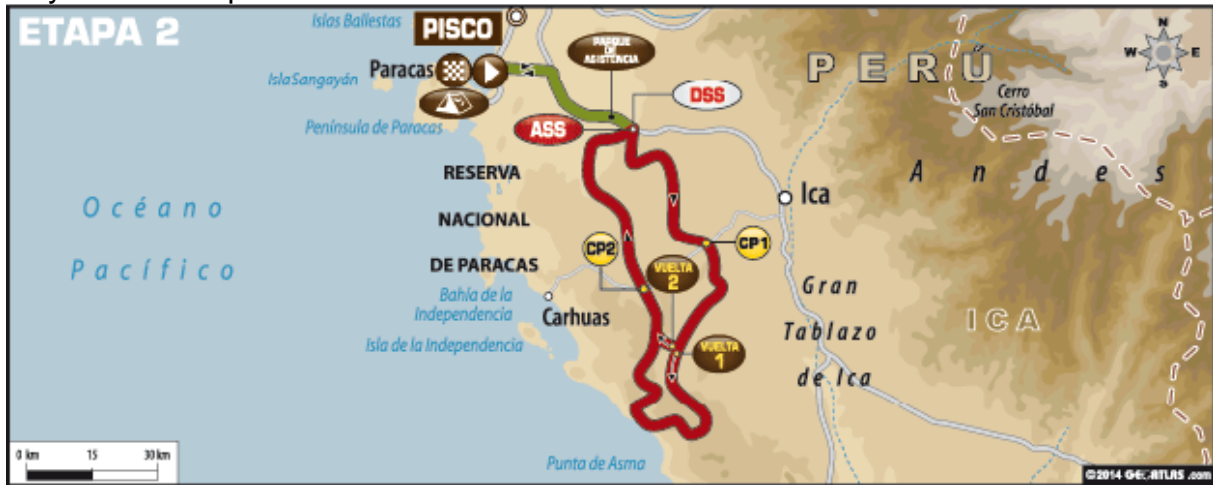 ETAPA 2
Islas Ballestas
PISCO
PARQUE
DE
ASISTENCIA
PERÚ
N
W
E
S
Isla Sangayán
Paracas
DSS
Cerro
San Cristóbal
Península de Paracas
ASS
RESERVA
NACIONAL
DE PARACAS
Andes
Ica
Océano
Pacífico
CP2
CP1
VUELTA
2
Bahía de la
Independencia
Carhuas
Gran
Tablazo
de Ica
ICA
Isla de la Independencia
VUELTA
1
0 km 15 30 km
Punta de Asma
©2014 GEOATLAS .com